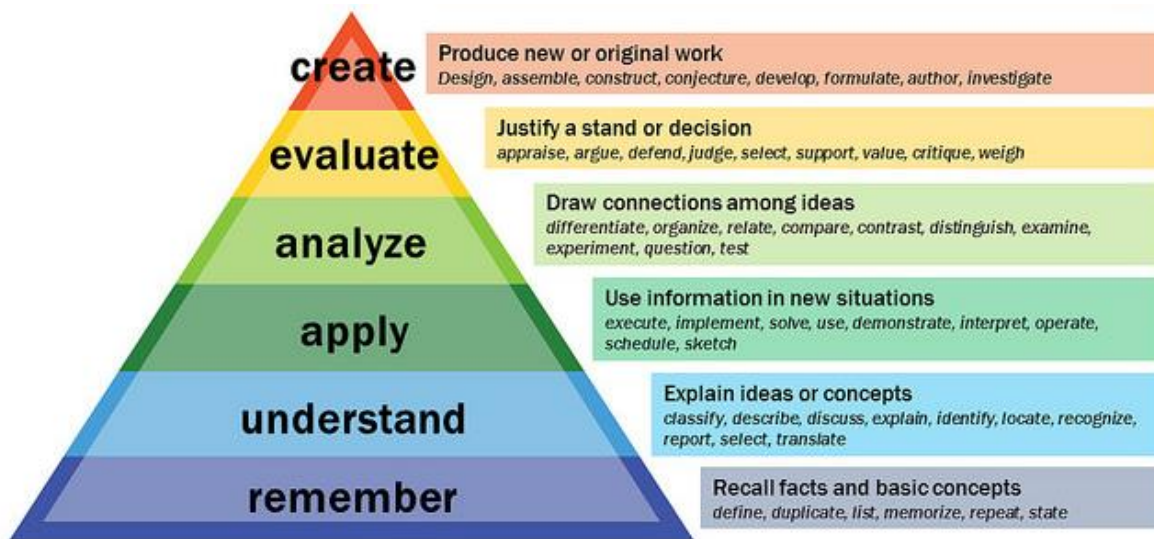 create
Produce new or original work
Design, assemble, construct, conjecture, develop, formulate, author, investigate
evaluate
Justify a stand or decision
appraise, argue, defend, judge, select, support, value, critique, weigh
analyze
Draw connections among ideas
differentiate, organize, relate, compare, contrast, distinguish, examine,
experiment, question, test
apply
Use information in new situations
execute, implement, solve, use, demonstrate, interpret, operate,
schedule, sketch
understand
Explain ideas or concepts
classify, describe, discuss, explain, identify, locate, recognize,
report, select, translate
remember
Recall facts and basic concepts
define, duplicate, list, memorize, repeat, state